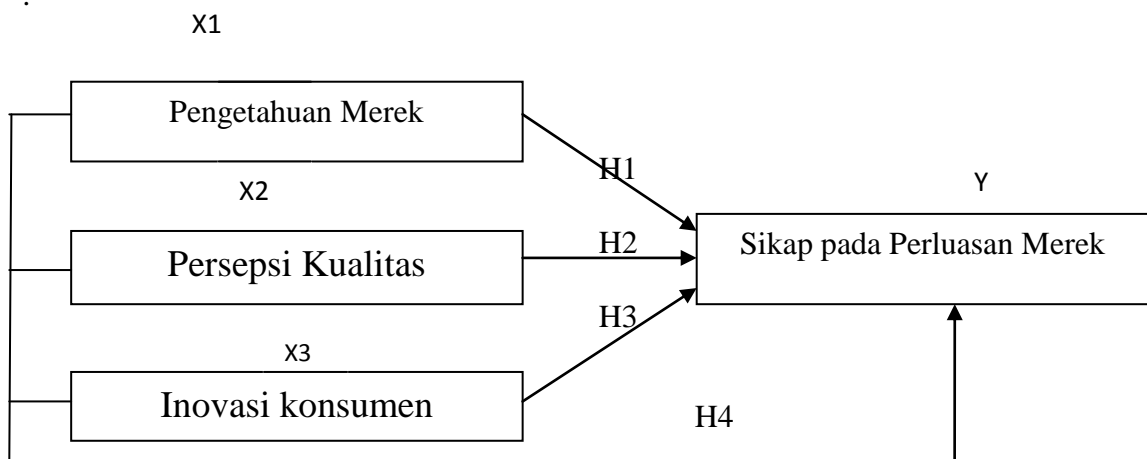 .
X1
Pengetahuan Merek
H1
X2
Y
Persepsi Kualitas
H2
Sikap pada Perluasan Merek
H3
X3
Inovasi konsumen
H4